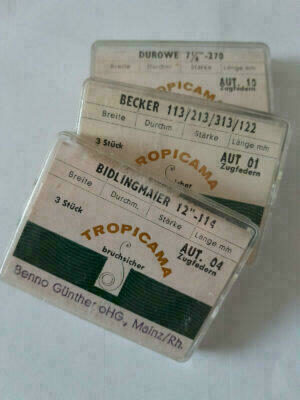 DUROWE 7½'''-270
Breite Durchm. Stärke Länge mm
AUT. 10
Zugfedern
BECKER 113/213/313/122
Breite Durchm. Stärke Länge mm
3 Stück
AUT 01
Zugfedern
TROPICAMA
BIDLINGMAIER 12"-114
Breite Durchm. Stärke Länge mm
3 Stück
AUT. 04
Zugfedern
TROPICAMA
bruchsicher
Benno Günther oHG, Mainz/Rh.